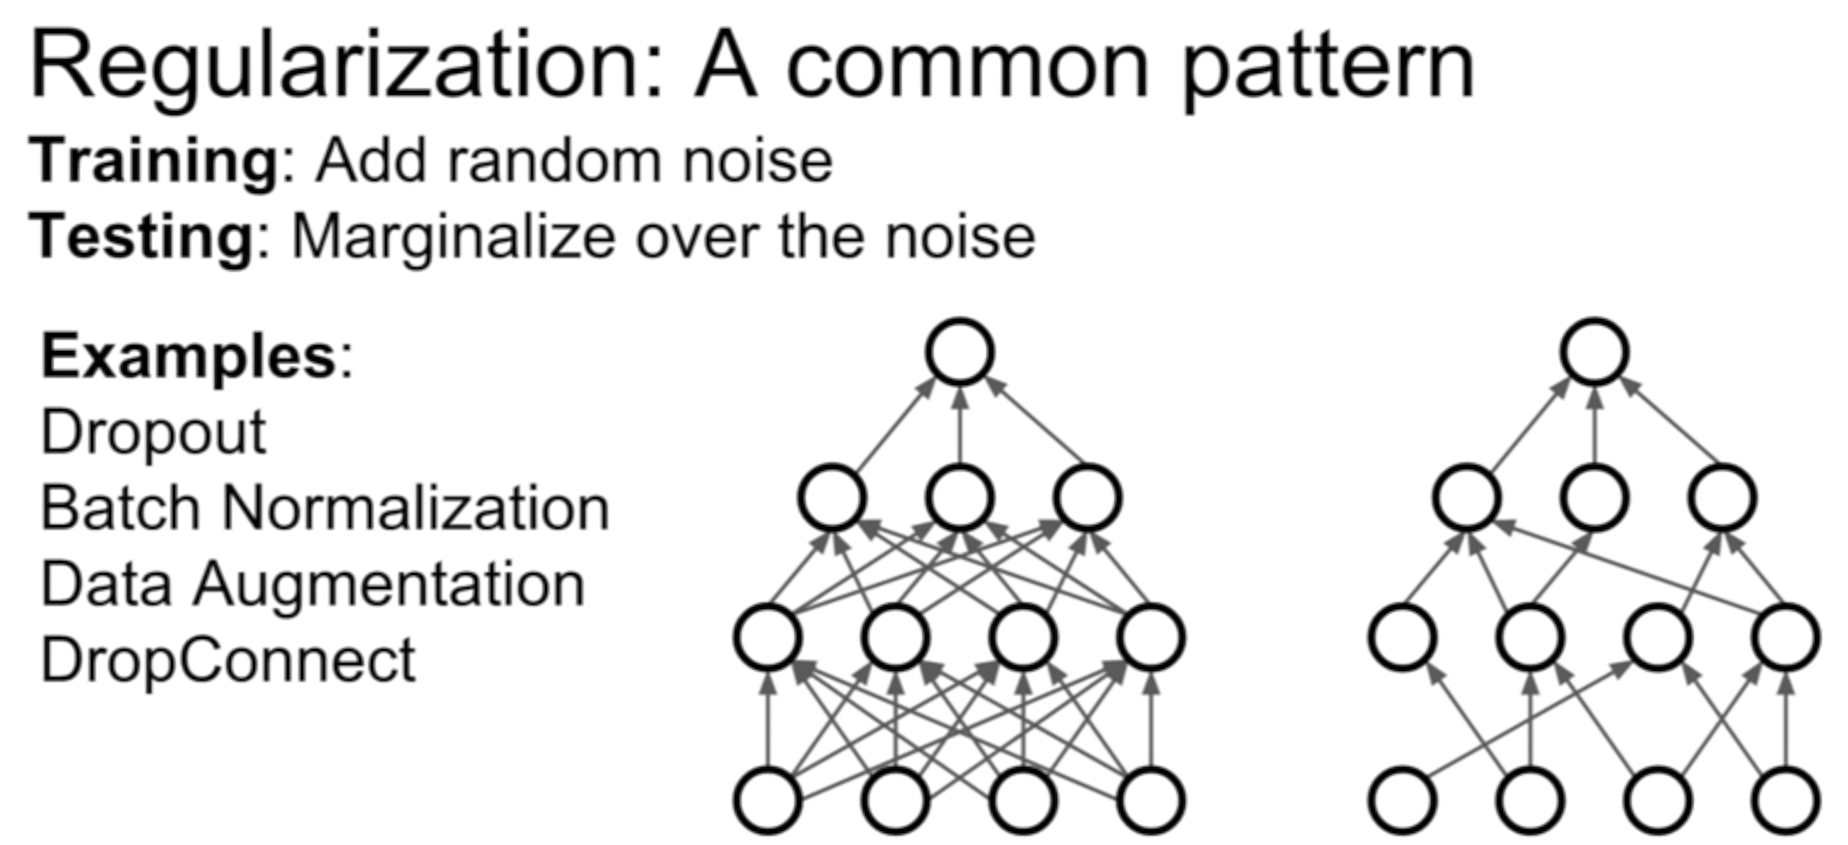 Regularization: A common pattern
Training: Add random noise
Testing: Marginalize over the noise
Examples:
Dropout
Batch Normalization
Data Augmentation
DropConnect